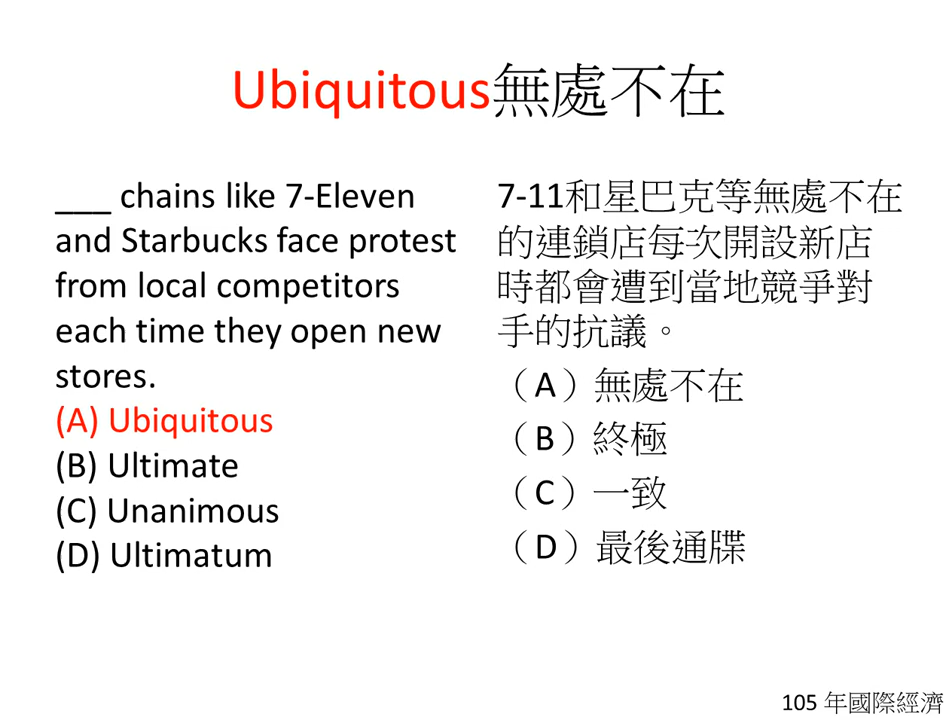 Ubiquitous無處不在
___ chains like 7-Eleven
and Starbucks face protest
from local competitors
each time they open new
stores.
(A) Ubiquitous
(B) Ultimate
(C) Unanimous
(D) Ultimatum
7-11和星巴克等無處不在
的連鎖店每次開設新店
時都會遭到當地競爭對
手的抗議。
（A）無處不在
（B）終極
（C）一致
（D）最後通牒
105 年國際經濟